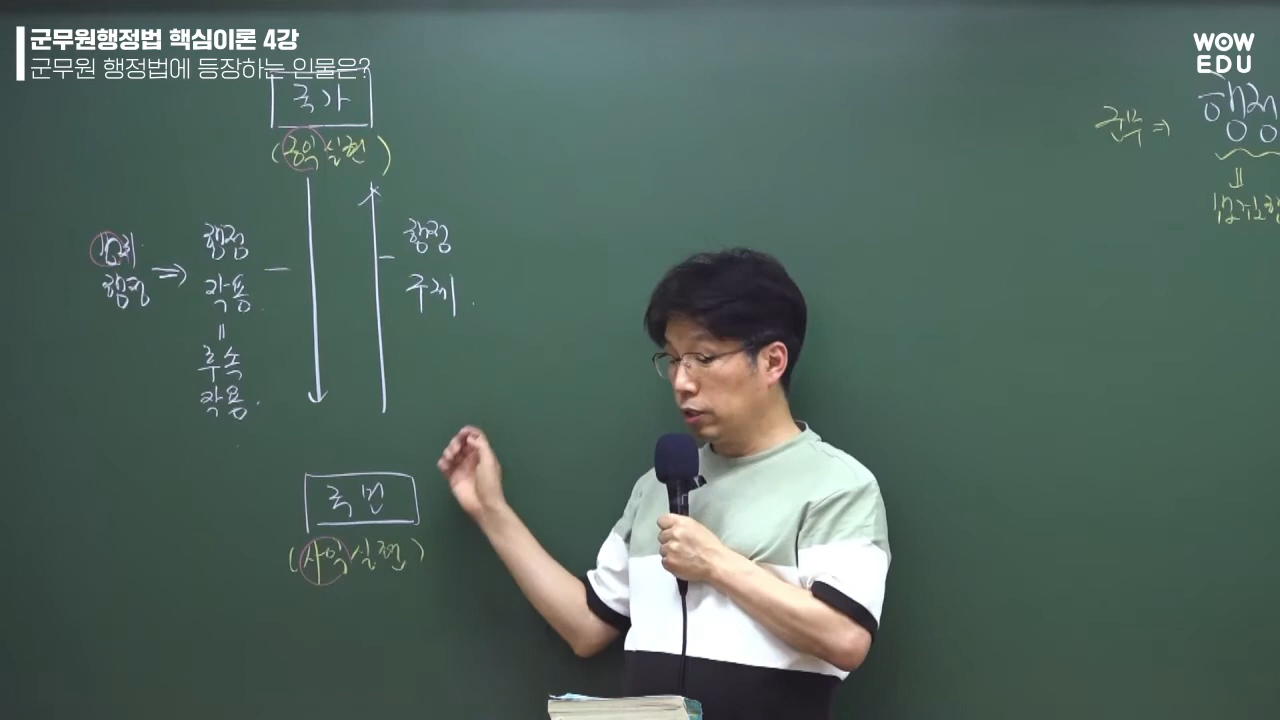 군무원행정법 핵심이론 4강
군무원 행정법에 등장하는 인물은?
WOW
EDU
국가
(공익실현)
법치
행정 ⇒
행정
작용
=
후속
작용.
행정
주체.
국민
(사익실현)
군무 ⇒
행정